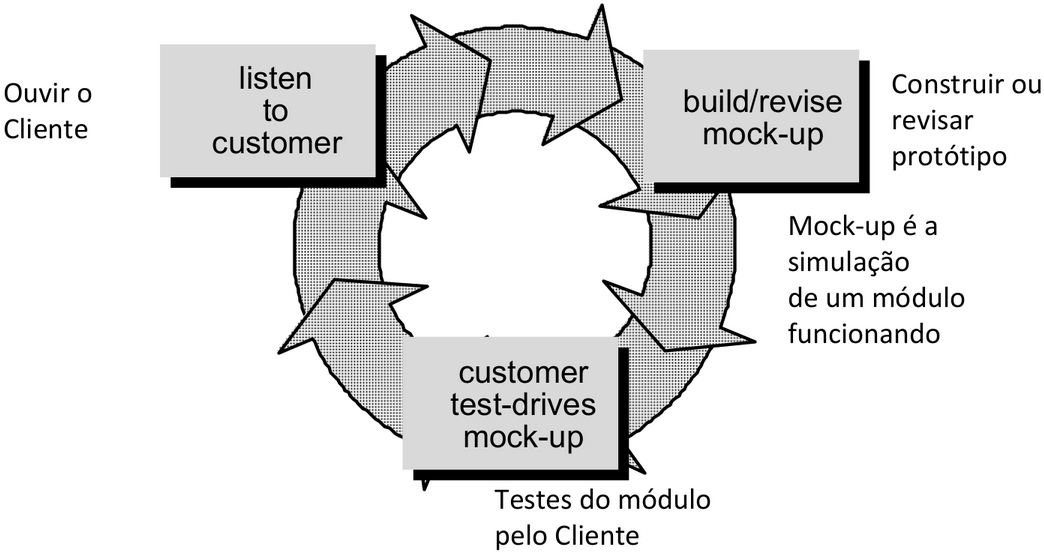 Ouvir o
Cliente
listen
to
customer
build/revise
mock-up
Construir ou
revisar
protótipo
Mock-up é a
simulação
de um módulo
funcionando
customer
test-drives
mock-up
Testes do módulo
pelo Cliente